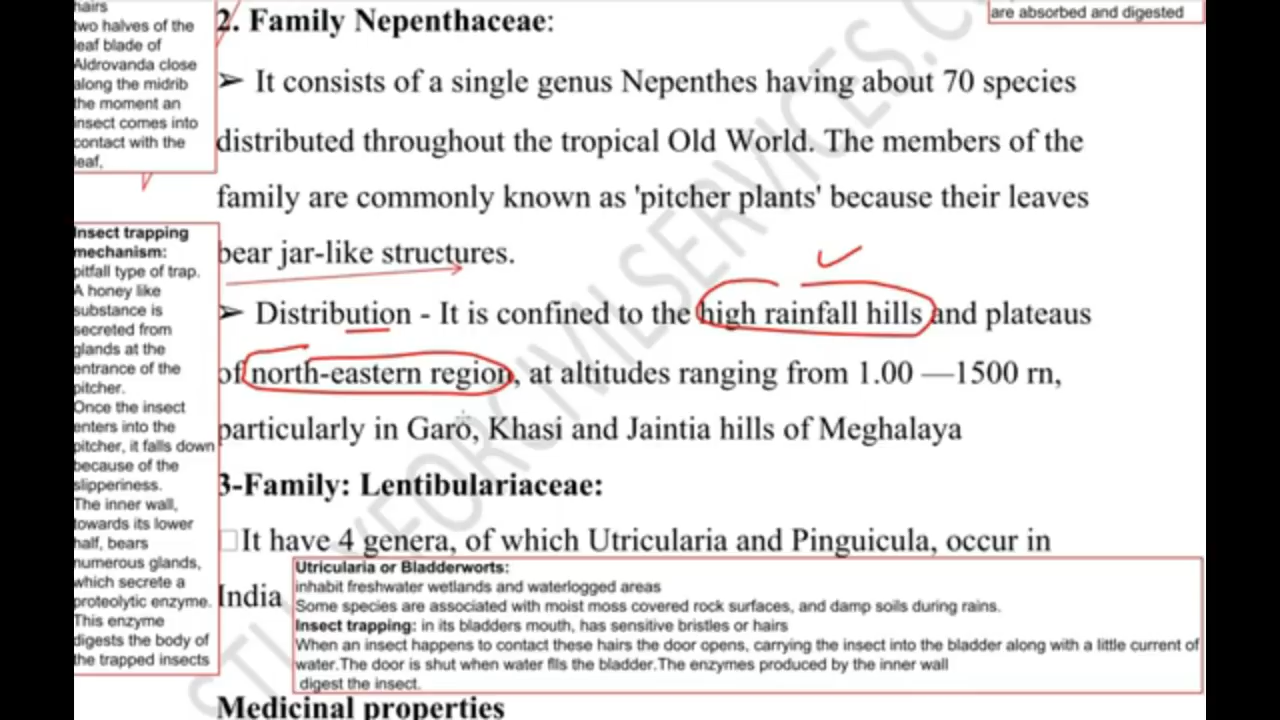 hairs
two halves of the
leaf blade of
Aldrovanda close
along the midrib
the moment an
insect comes into
contact with the
leaf,
are absorbed and digested
2. Family Nepenthaceae:
➢ It consists of a single genus Nepenthes having about 70 species
distributed throughout the tropical Old World. The members of the
family are commonly known as 'pitcher plants' because their leaves
bear jar-like structures.
➢ Distribution - It is confined to the high rainfall hills and plateaus
of north-eastern region, at altitudes ranging from 1.00 —1500 rn,
particularly in Garo, Khasi and Jaintia hills of Meghalaya
Insect trapping
mechanism:
pitfall type of trap.
A honey like
substance is
secreted from
glands at the
entrance of the
pitcher.
Once the insect
enters into the
pitcher, it falls down
because of the
slipperiness.
The inner wall,
towards its lower
half, bears
numerous glands,
which secrete a
proteolytic enzyme.
This enzyme
digests the body of
the trapped insects
3-Family: Lentibulariaceae:
□It have 4 genera, of which Utricularia and Pinguicula, occur in
India
Utricularia or Bladderworts:
inhabit freshwater wetlands and waterlogged areas
Some species are associated with moist moss covered rock surfaces, and damp soils during rains.
Insect trapping: in its bladders mouth, has sensitive bristles or hairs
When an insect happens to contact these hairs the door opens, carrying the insect into the bladder along with a little current of
water.The door is shut when water flls the bladder.The enzymes produced by the inner wall
digest the insect.
Medicinal properties